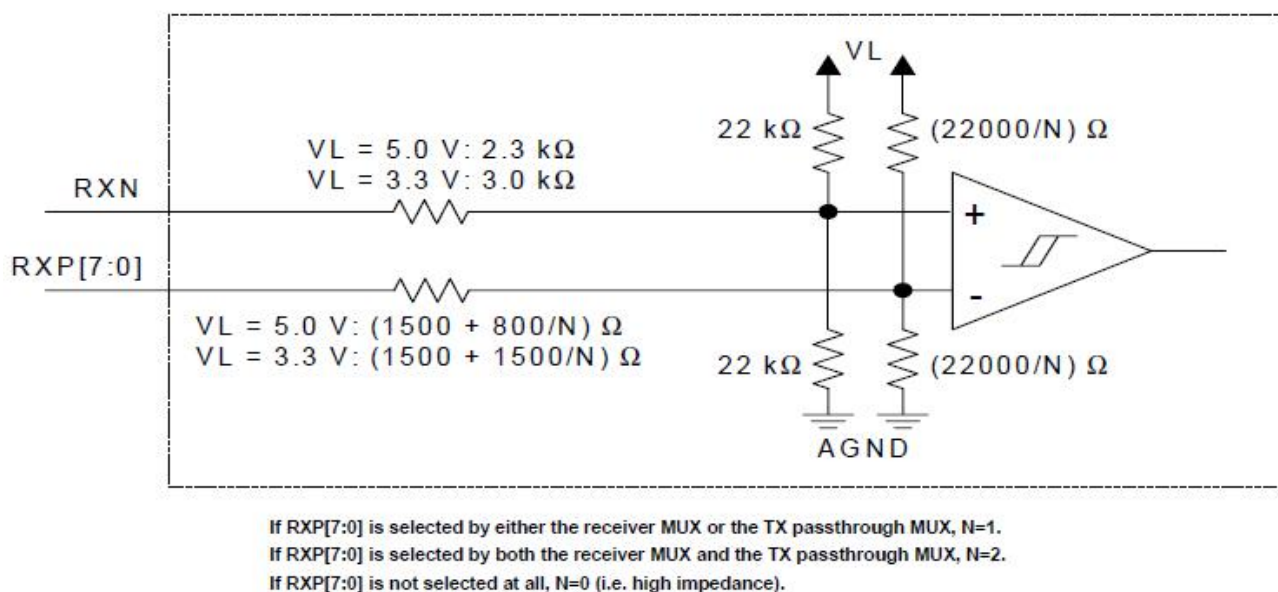 VL
22 kΩ
(22000/N) Ω
VL = 5.0 V: 2.3 kΩ
VL = 3.3 V: 3.0 kΩ
RXN
+
RXP[7:0]
-
VL = 5.0 V: (1500 + 800/N) Ω
VL = 3.3 V: (1500 + 1500/N) Ω
22 kΩ
(22000/N) Ω
AGND
If RXP[7:0] is selected by either the receiver MUX or the TX passthrough MUX, N=1.
If RXP[7:0] is selected by both the receiver MUX and the TX passthrough MUX, N=2.
If RXP[7:0] is not selected at all, N=0 (i.e. high impedance).